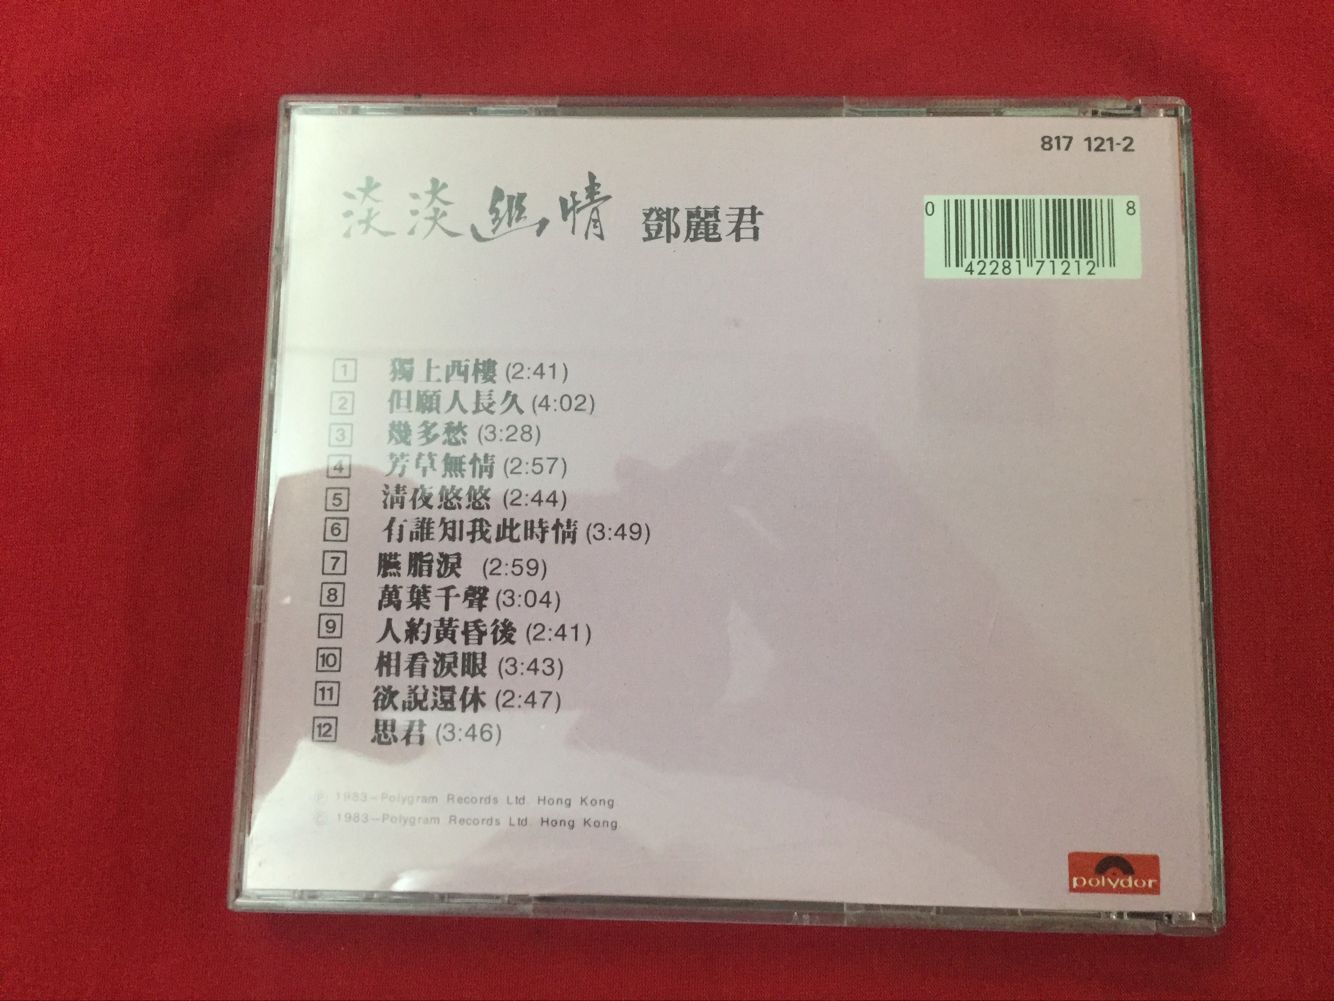 817 121-2
淡淡幽情 鄧麗君
0 42281 71212 8
1 獨上西樓 (2:41)
2 但願人長久 (4:02)
3 幾多愁 (3:28)
4 芳草無情 (2:57)
5 清夜悠悠 (2:44)
6 有誰知我此時情 (3:49)
7 臙脂淚 (2:59)
8 萬葉千聲 (3:04)
9 人約黃昏後 (2:41)
10 相看淚眼 (3:43)
11 欲說還休 (2:47)
12 思君 (3:46)
℗ 1983–Polygram Records Ltd. Hong Kong
© 1983–Polygram Records Ltd. Hong Kong
polydor